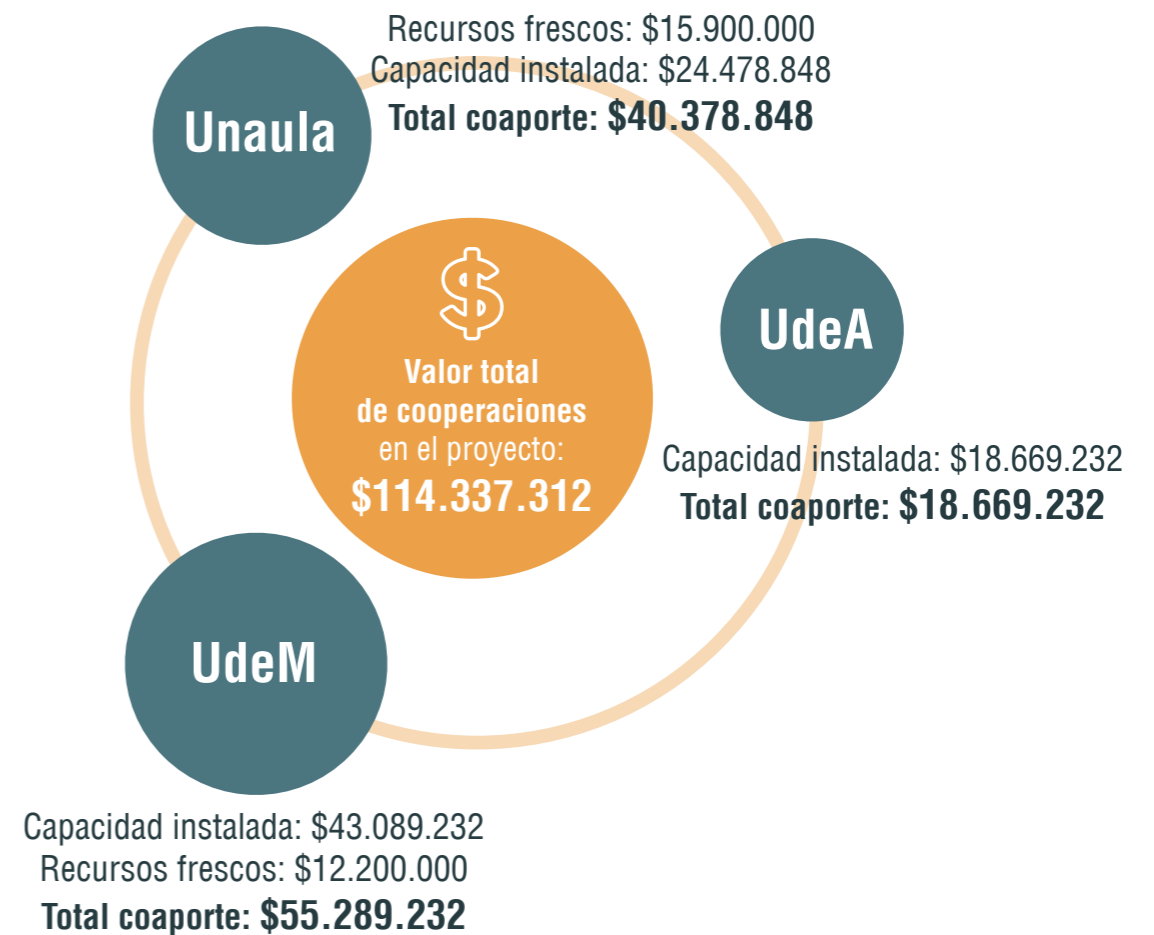 Recursos frescos: $15.900.000
Capacidad instalada: $24.478.848
Total coaporte: $40.378.848
Unaula
UdeA
Capacidad instalada: $18.669.232
Total coaporte: $18.669.232
Valor total
de cooperaciones
en el proyecto:
$114.337.312
UdeM
Capacidad instalada: $43.089.232
Recursos frescos: $12.200.000
Total coaporte: $55.289.232